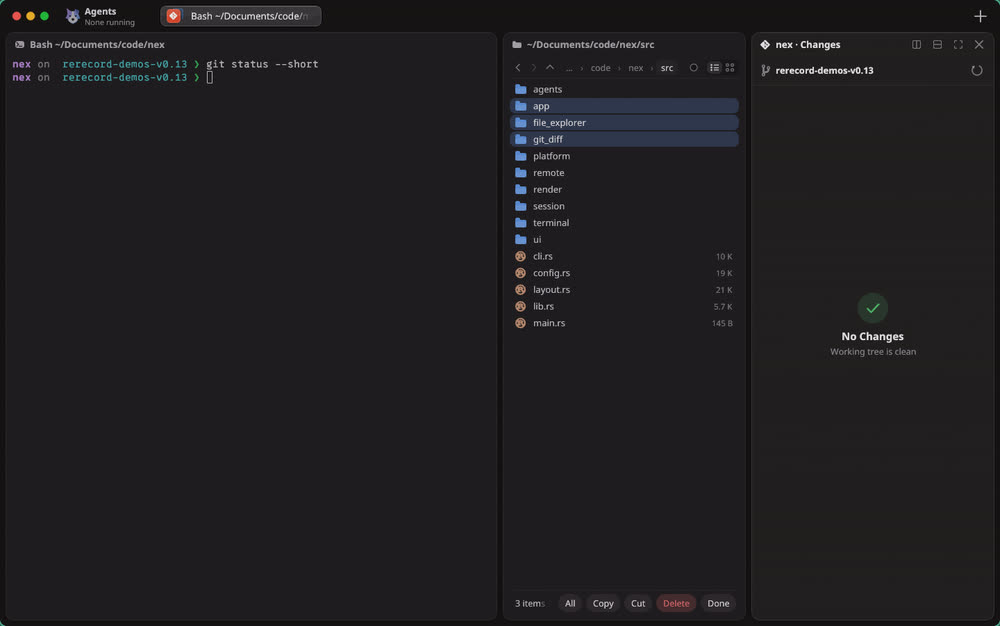 Agents
None running
Bash ~/Documents/code/n
Bash ~/Documents/code/nex
nex on rerecord-demos-v0.13 ❯ git status --short
nex on rerecord-demos-v0.13 ❯
~/Documents/code/nex/src
... › code › nex › src
agents
app
file_explorer
git_diff
platform
remote
render
session
terminal
ui
cli.rs 10 K
config.rs 19 K
layout.rs 21 K
lib.rs 5.7 K
main.rs 145 B
3 items All Copy Cut Delete Done
nex · Changes
rerecord-demos-v0.13
No Changes
Working tree is clean